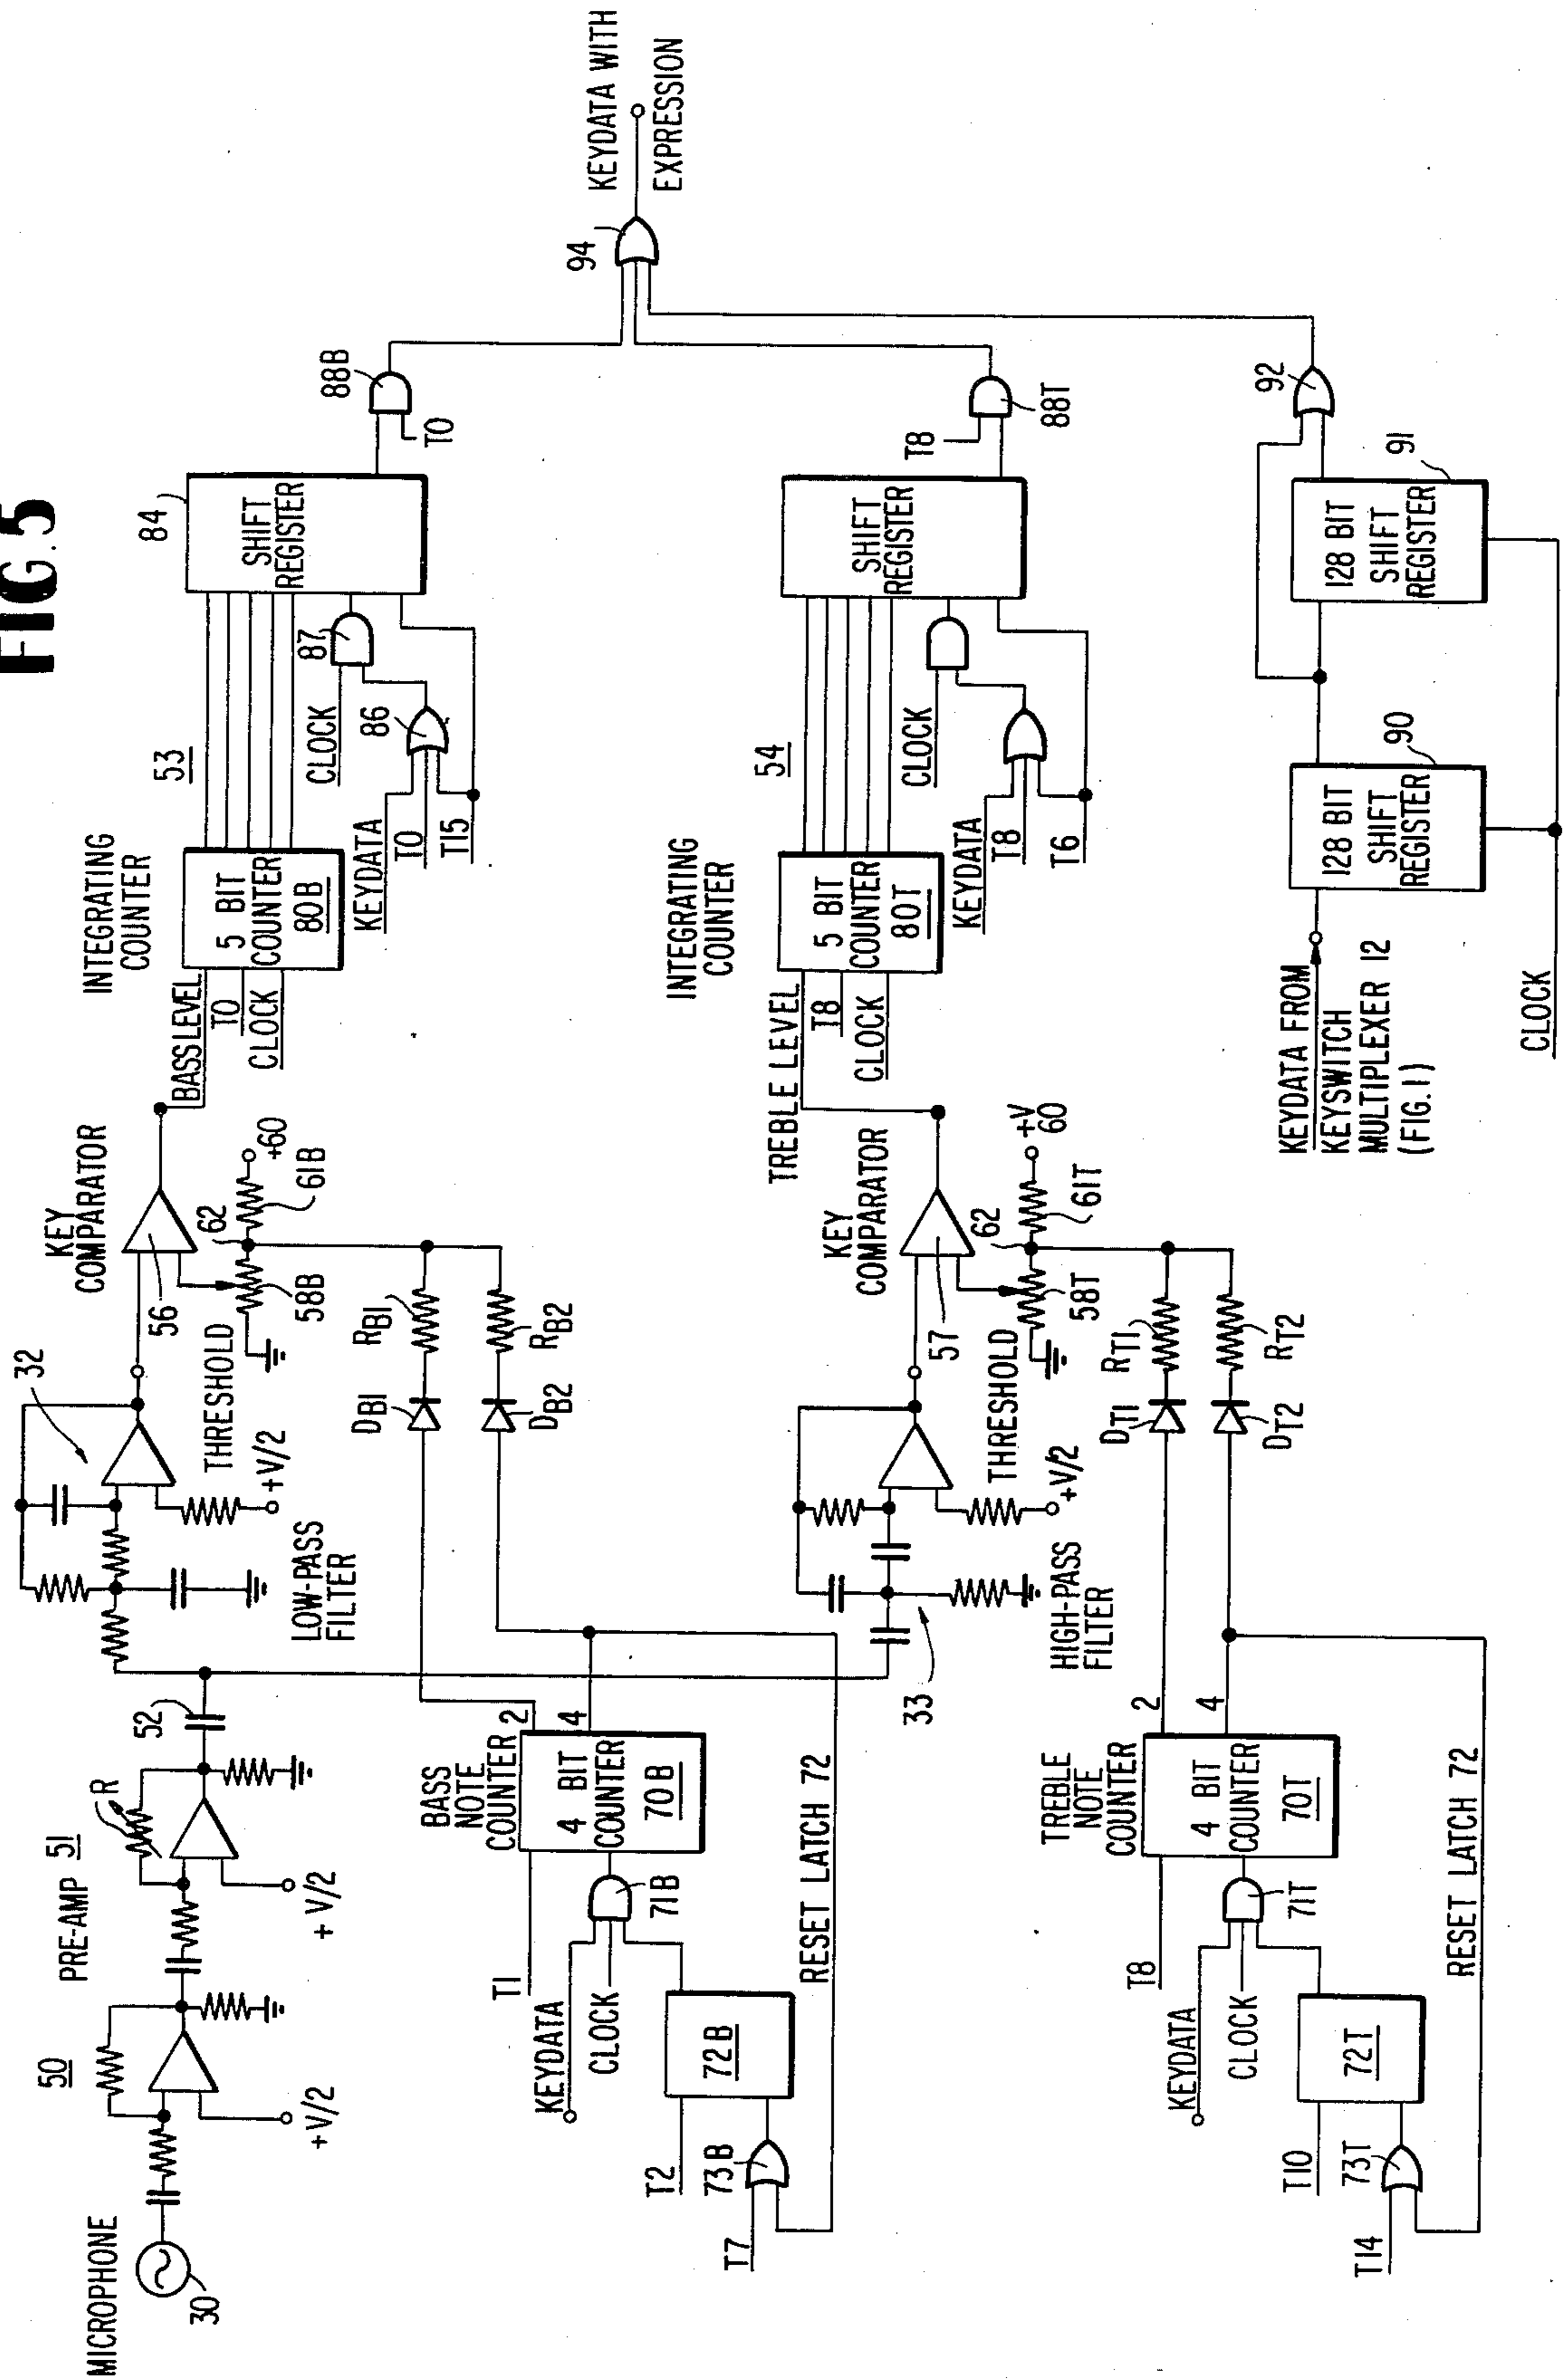 FIG. 5
MICROPHONE
30
50
+V/2
PRE-AMP 51
R
+ V/2
52
32
LOW-PASS
FILTER
+V/2
THRESHOLD
KEY
COMPARATOR
56
62
58B
+60
61B
BASS LEVEL
T0
CLOCK
INTEGRATING
COUNTER
5
BIT
COUNTER
80B
53
KEYDATA
T0
T15
CLOCK
86
87
84
SHIFT
REGISTER
88B
T0
94
KEYDATA WITH
EXPRESSION
BASS
NOTE
COUNTER
4
BIT
COUNTER
70B
2
4
T1
KEYDATA
CLOCK
71B
72B
T2
T7
73B
RESET LATCH 72
DB1
RB1
DB2
RB2
33
HIGH-PASS
FILTER
+V/2
THRESHOLD
KEY
COMPARATOR
57
62
58T
+V
60
61T
TREBLE LEVEL
T8
CLOCK
INTEGRATING
COUNTER
5
BIT
COUNTER
80T
54
KEYDATA
T8
T6
CLOCK
SHIFT
REGISTER
T8
88T
TREBLE
NOTE
COUNTER
4
BIT
COUNTER
70T
2
4
T8
KEYDATA
CLOCK
71T
72T
T10
T14
73T
RESET LATCH 72
DT1
RT1
DT2
RT2
KEYDATA FROM
KEYSWITCH
MULTIPLEXER 12
(FIG. 1)
CLOCK
128 BIT
SHIFT
REGISTER
90
128 BIT
SHIFT
REGISTER
91
92